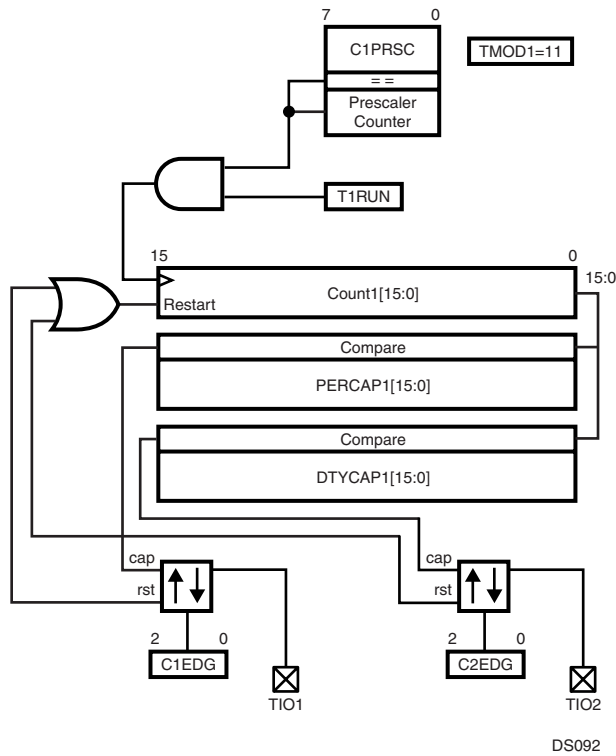 7 0
C1PRSC
TMOD1=11
= =
Prescaler
Counter
T1RUN
15 0
15:0
Count1[15:0]
Restart
Compare
PERCAP1[15:0]
Compare
DTYCAP1[15:0]
cap cap
rst rst
2 0 2 0
C1EDG C2EDG
TIO1 TIO2
DS092